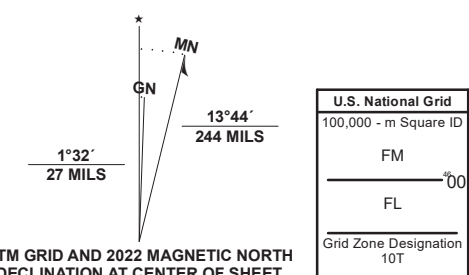 ★
MN
GN
13°44´
244 MILS
1°32´
27 MILS
TM GRID AND 2022 MAGNETIC NORTH
DECLINATION AT CENTER OF SHEET
U.S. National Grid
100,000 - m Square ID
FM
4600
FL
Grid Zone Designation
10T